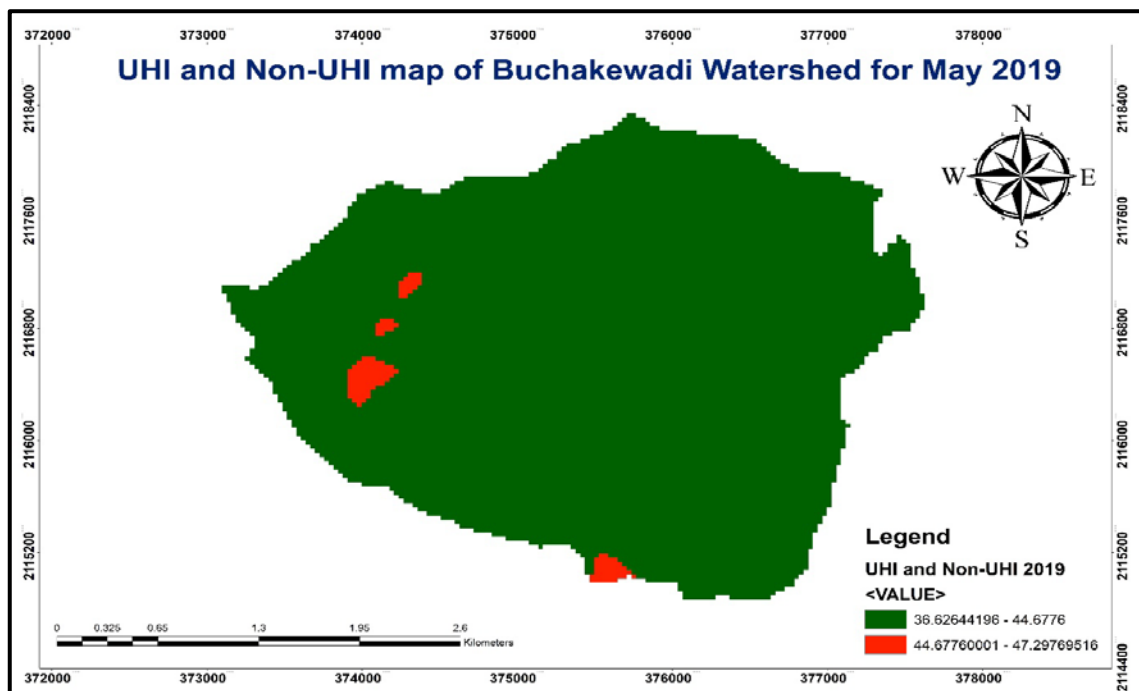 372000 373000 374000 375000 376000 377000 378000
UHI and Non-UHI map of Buchakewadi Watershed for May 2019
2118400 2118400
N
W E
S
2117600 2117600
2116800 2116800
2116000 2116000
2115200 2115200
Legend
UHI and Non-UHI 2019
<VALUE>
36.62644196 - 44.6776
44.67760001 - 47.29769516
0 0.325 0.65 1.3 1.95 2.6
Kilometers
2114400
372000 373000 374000 375000 376000 377000 378000